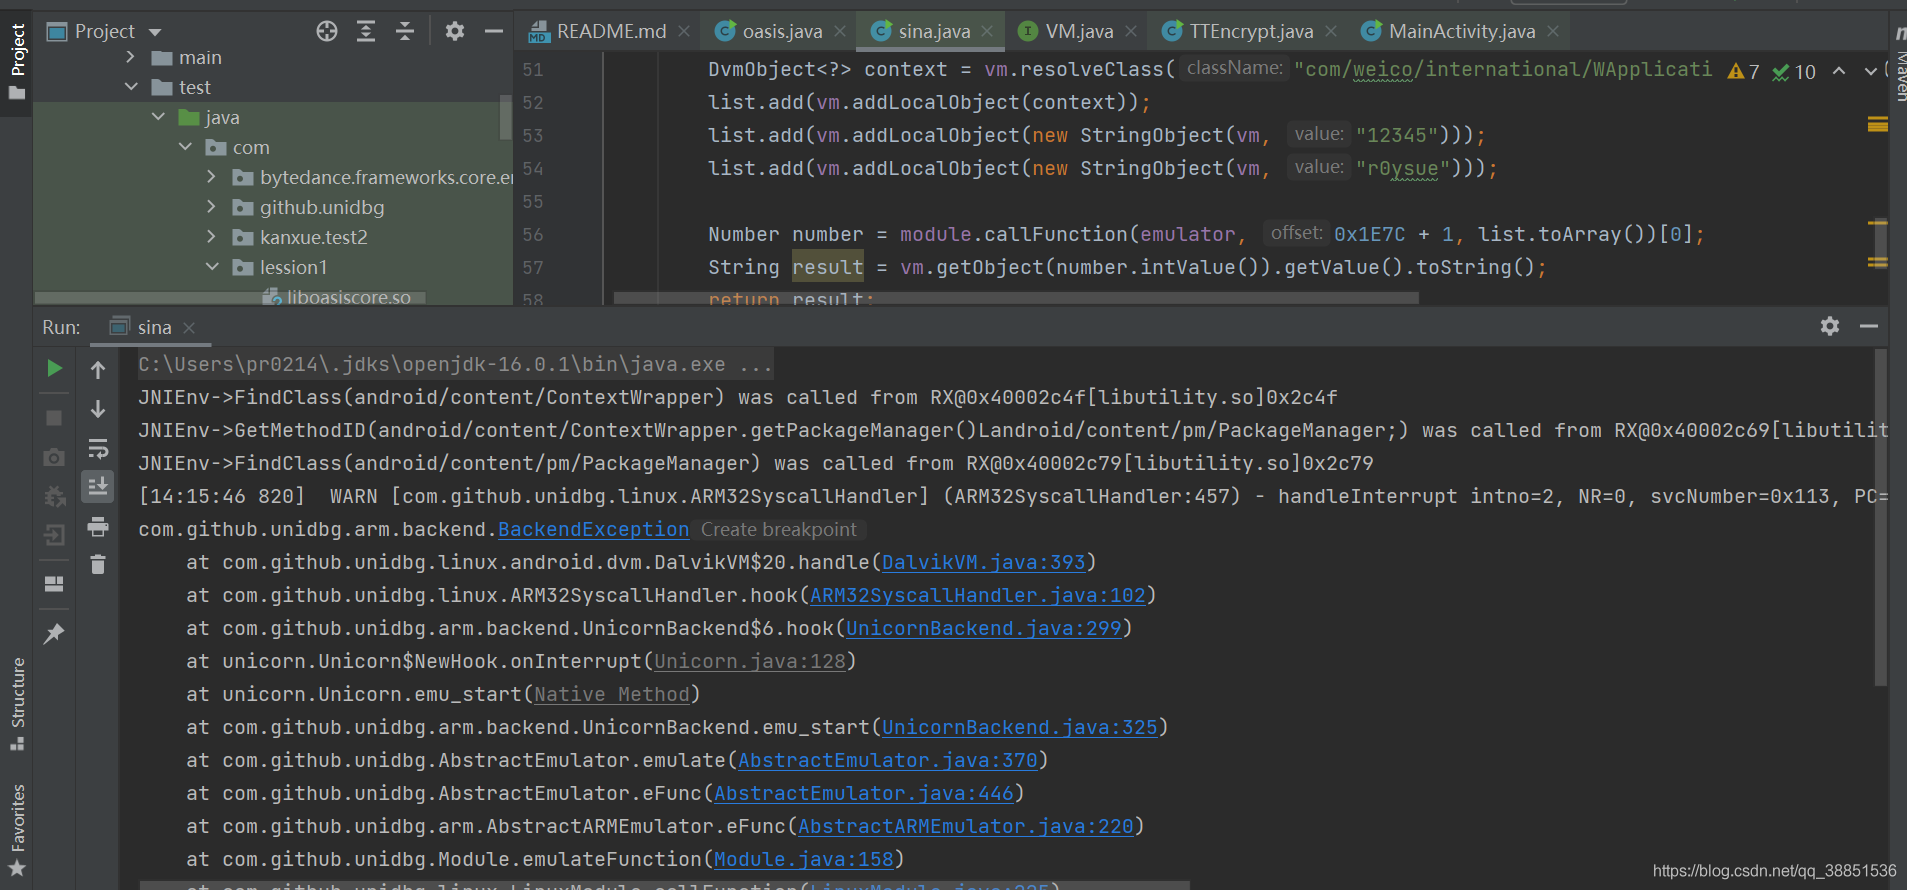 Project
README.md
oasis.java
sina.java
VM.java
TTEncrypt.java
MainActivity.java
Project
Maven
main
test
java
com
bytedance.frameworks.core.er
github.unidbg
kanxue.test2
lession1
liboasiscore.so
7 10
51 DvmObject<?> context = vm.resolveClass( className: "com/weico/international/WApplicati
52 list.add(vm.addLocalObject(context));
53 list.add(vm.addLocalObject(new StringObject(vm, value: "12345")));
54 list.add(vm.addLocalObject(new StringObject(vm, value: "r0ysue")));
55
56 Number number = module.callFunction(emulator, offset: 0x1E7C + 1, list.toArray())[0];
57 String result = vm.getObject(number.intValue()).getValue().toString();
58 return result;
Run: sina
C:\Users\pr0214\.jdks\openjdk-16.0.1\bin\java.exe ...
JNIEnv->FindClass(android/content/ContextWrapper) was called from RX@0x40002c4f[libutility.so]0x2c4f
JNIEnv->GetMethodID(android/content/ContextWrapper.getPackageManager()Landroid/content/pm/PackageManager;) was called from RX@0x40002c69[libutilit
JNIEnv->FindClass(android/content/pm/PackageManager) was called from RX@0x40002c79[libutility.so]0x2c79
[14:15:46 820]  WARN [com.github.unidbg.linux.ARM32SyscallHandler] (ARM32SyscallHandler:457) - handleInterrupt intno=2, NR=0, svcNumber=0x113, PC=
com.github.unidbg.arm.backend.BackendException Create breakpoint
at com.github.unidbg.linux.android.dvm.DalvikVM$20.handle(DalvikVM.java:393)
at com.github.unidbg.linux.ARM32SyscallHandler.hook(ARM32SyscallHandler.java:102)
at com.github.unidbg.arm.backend.UnicornBackend$6.hook(UnicornBackend.java:299)
at unicorn.Unicorn$NewHook.onInterrupt(Unicorn.java:128)
at unicorn.Unicorn.emu_start(Native Method)
at com.github.unidbg.arm.backend.UnicornBackend.emu_start(UnicornBackend.java:325)
at com.github.unidbg.AbstractEmulator.emulate(AbstractEmulator.java:370)
at com.github.unidbg.AbstractEmulator.eFunc(AbstractEmulator.java:446)
at com.github.unidbg.arm.AbstractARMEmulator.eFunc(AbstractARMEmulator.java:220)
at com.github.unidbg.Module.emulateFunction(Module.java:158)
at com.github.unidbg.linux.LinuxModule.callFunction(LinuxModule.java:225)
Structure
Favorites
https://blog.csdn.net/qq_38851536